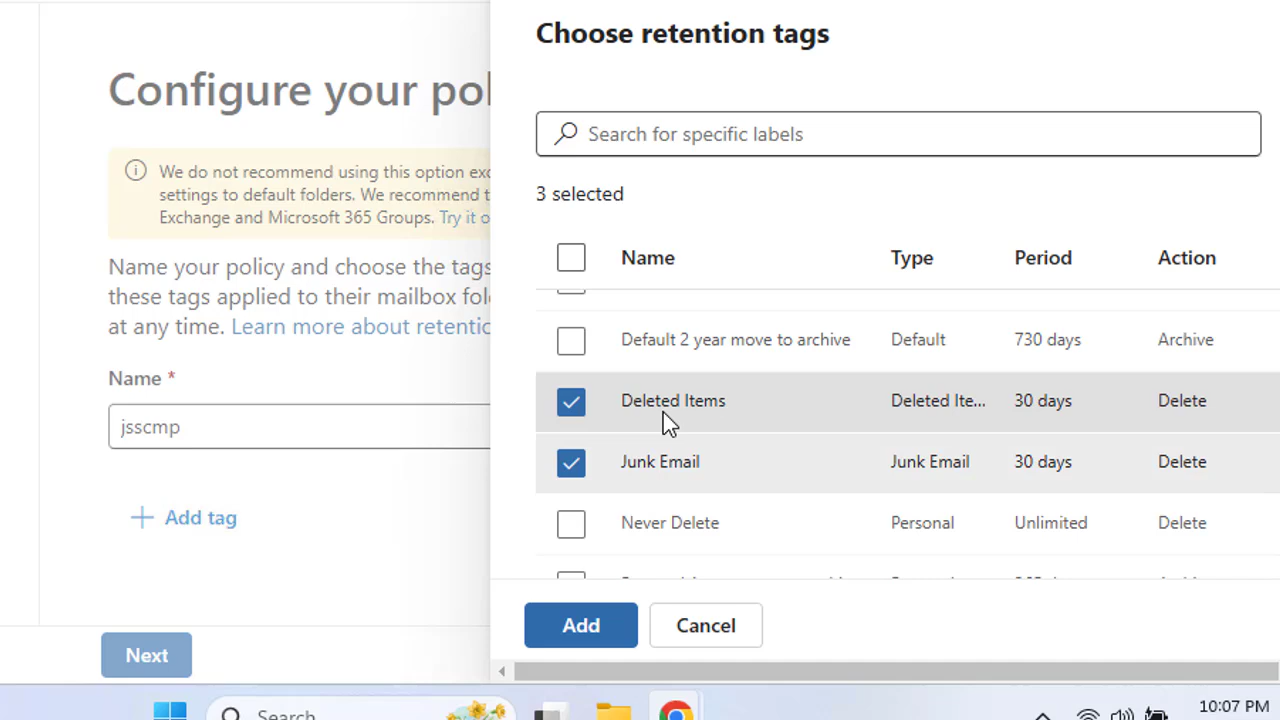 Choose retention tags
Configure your pol
Search for specific labels
We do not recommend using this option exc
settings to default folders. We recommend t
Exchange and Microsoft 365 Groups. Try it o
3 selected
Name Type Period Action
Name your policy and choose the tags
these tags applied to their mailbox fol
at any time. Learn more about retentio
Default 2 year move to archive Default 730 days Archive
Name *
Deleted Items Deleted Ite... 30 days Delete
jsscmp
Junk Email Junk Email 30 days Delete
+ Add tag
Never Delete Personal Unlimited Delete
Add Cancel
Next
Search
10:07 PM